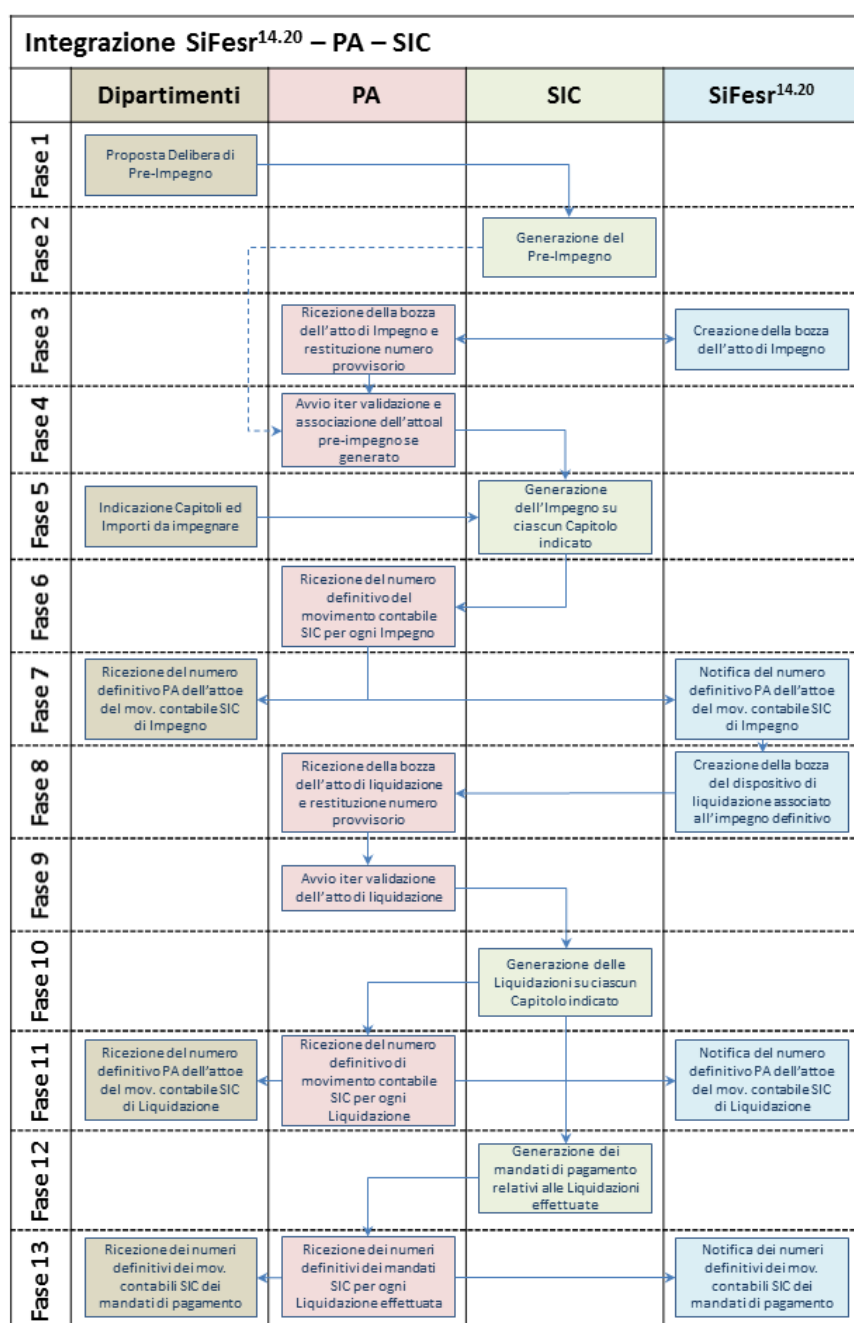 Integrazione SiFesr14.20 – PA – SIC
Dipartimenti
PA
SIC
SiFesr14.20
Fase 1
Proposta Delibera di
Pre-Impegno
Fase 2
Generazione del
Pre-Impegno
Fase 3
Ricezione della bozza
dell'atto di Impegno e
restituzione numero
provvisorio
Creazione della bozza
dell'atto di Impegno
Fase 4
Avvio iter validazione e
associazione dell'attoal
pre-impegno se
generato
Fase 5
Indicazione Capitoli ed
Importi da impegnare
Generazione
dell'Impegno su
ciascun Capitolo
indicato
Fase 6
Ricezione del numero
definitivo del
movimento contabile
SIC per ogni Impegno
Fase 7
Ricezione del numero
definitivo PA dell'attoe
del mov. contabile SIC
di Impegno
Notifica del numero
definitivo PA dell'attoe
del mov. contabile SIC
di Impegno
Fase 8
Ricezione della bozza
dell'atto di liquidazione
e restituzione numero
provvisorio
Creazione della bozza
del dispositivo di
liquidazione associato
all'impegno definitivo
Fase 9
Avvio iter validazione
dell'atto di liquidazione
Fase 10
Generazione delle
Liquidazioni su ciascun
Capitolo indicato
Fase 11
Ricezione del numero
definitivo PA dell'attoe
del mov. contabile SIC
di Liquidazione
Ricezione del numero
definitivo di
movimento contabile
SIC per ogni
Liquidazione
Notifica del numero
definitivo PA dell'attoe
del mov. contabile SIC
di Liquidazione
Fase 12
Generazione dei
mandati di pagamento
relativi alle Liquidazioni
effettuate
Fase 13
Ricezione dei numeri
definitivi dei mov.
contabili SIC dei
mandati di pagamento
Ricezione dei numeri
definitivi dei mandati
SIC per ogni
Liquidazione effettuata
Notifica dei numeri
definitivi dei mov.
contabili SIC dei
mandati di pagamento